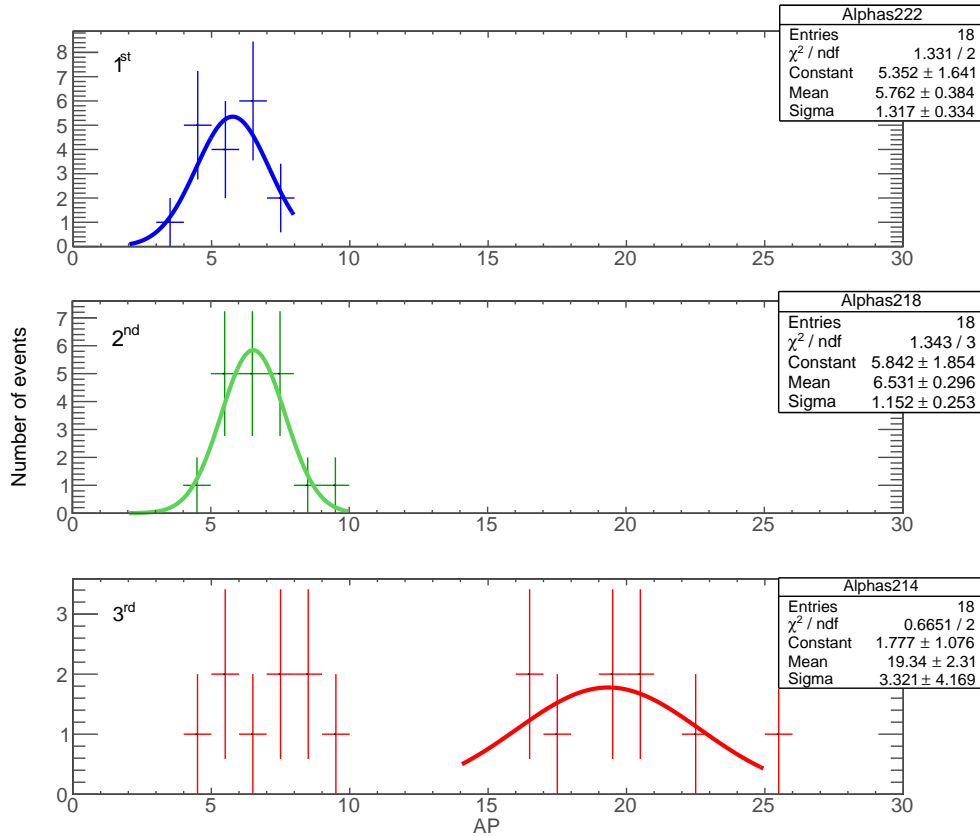 Alphas222
Entries 18
χ² / ndf 1.331 / 2
Constant 5.352 ± 1.641
Mean 5.762 ± 0.384
Sigma 1.317 ± 0.334
1st
8
7
6
5
4
3
2
1
0
0 5 10 15 20 25 30
Alphas218
Entries 18
χ² / ndf 1.343 / 3
Constant 5.842 ± 1.854
Mean 6.531 ± 0.296
Sigma 1.152 ± 0.253
2nd
Number of events
7
6
5
4
3
2
1
0
0 5 10 15 20 25 30
Alphas214
Entries 18
χ² / ndf 0.6651 / 2
Constant 1.777 ± 1.076
Mean 19.34 ± 2.31
Sigma 3.321 ± 4.169
3rd
3
2
1
0
0 5 10 15 20 25 30
AP